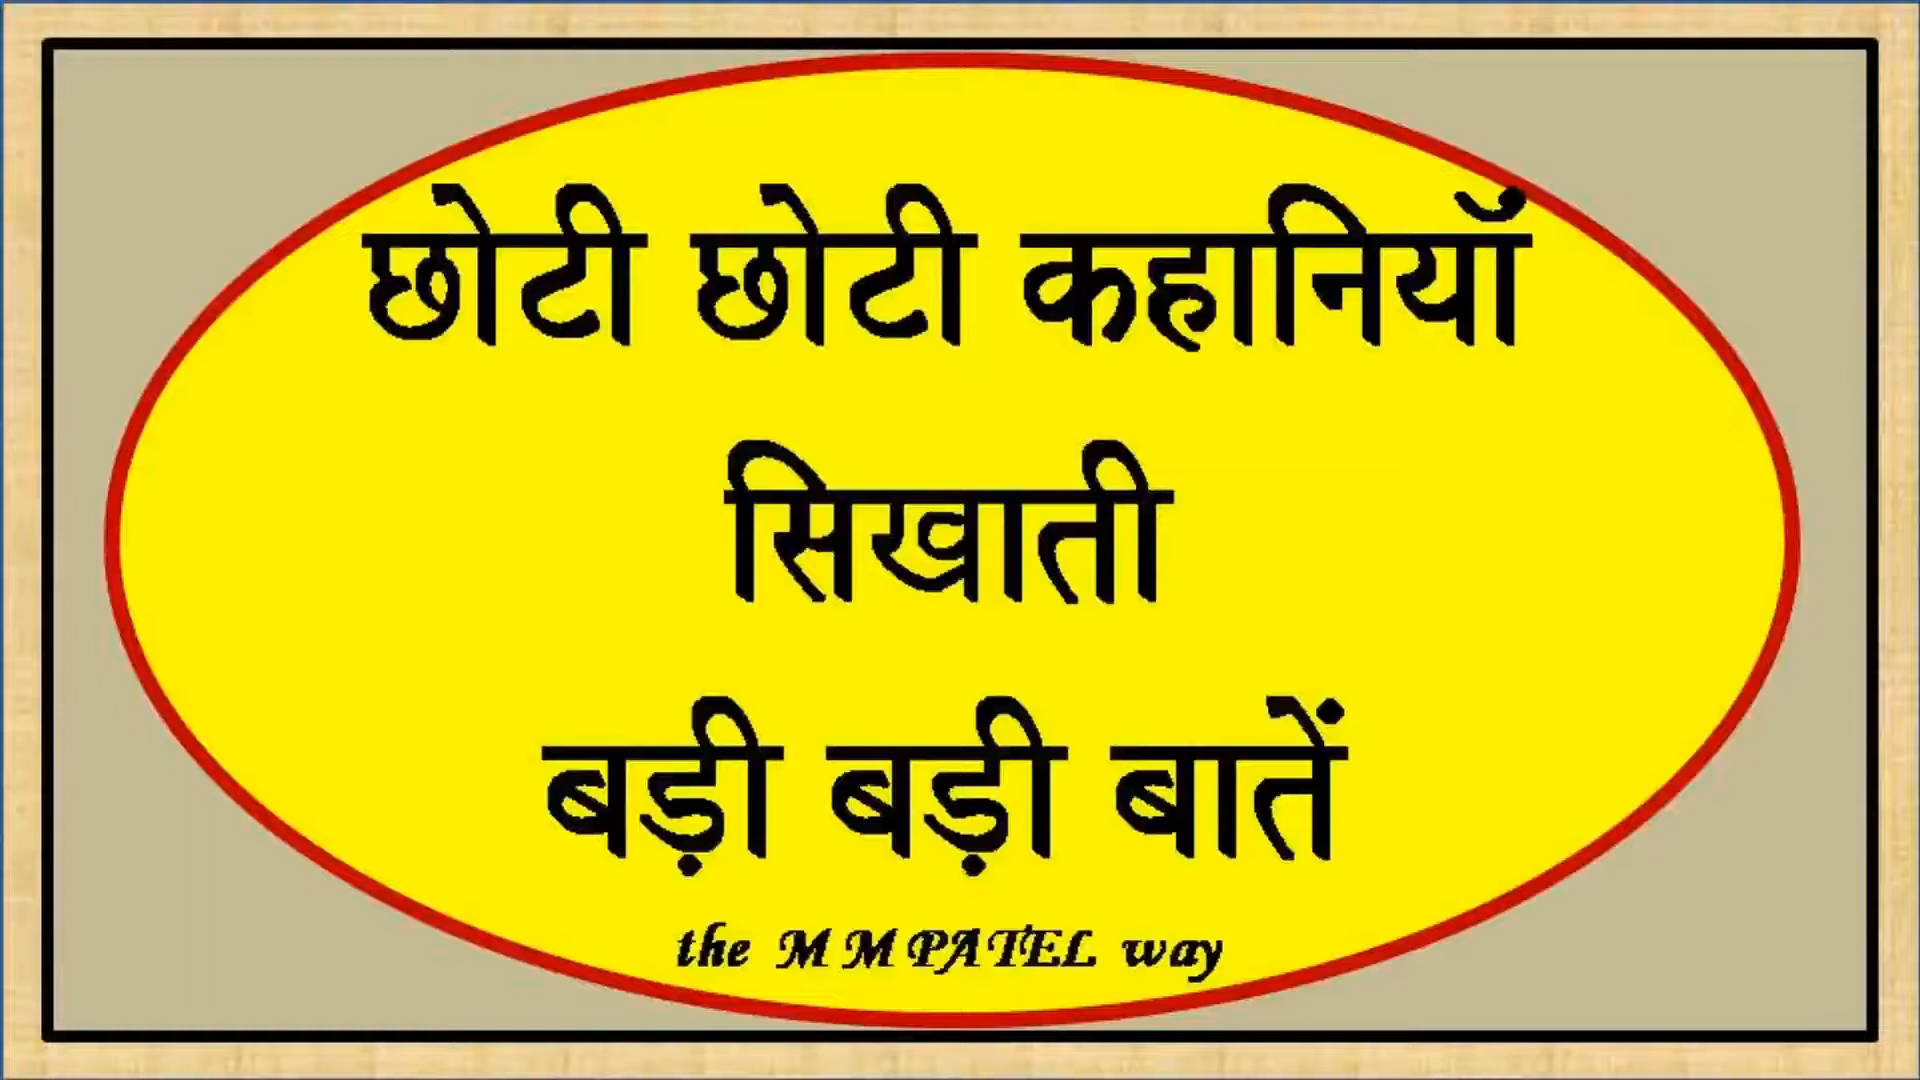 छोटी छोटी कहानियाँ
सिखाती
बड़ी बड़ी बातें
the M M PATEL way